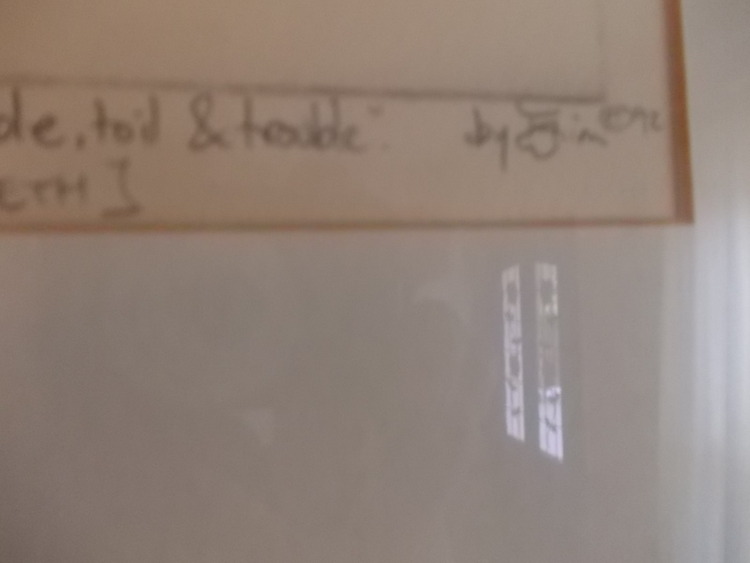 de, toil & trouble" by
ETH]